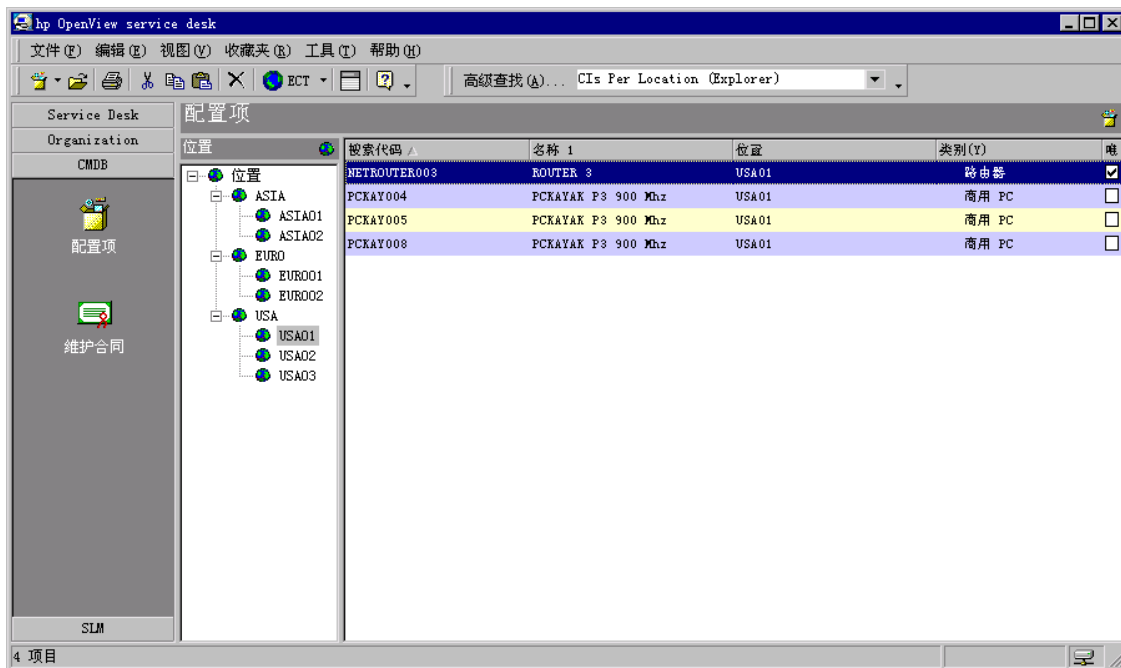 hp OpenView service desk
文件(F) 编辑(E) 视图(V) 收藏夹(R) 工具(T) 帮助(H)
ECT 高级查找(A)... CIs Per Location (Explorer)
Service Desk
Organization
CMDB
配置项
维护合同
SLM
配置项
位置
位置
ASIA
ASIA01
ASIA02
EURO
EURO01
EURO02
USA
USA01
USA02
USA03
搜索代码 名称 1 位置 类别(Y) 唯
NETROUTER003 ROUTER 3 USA01 路由器
PCKAY004 PCKAYAK P3 900 Mhz USA01 商用 PC
PCKAY005 PCKAYAK P3 900 Mhz USA01 商用 PC
PCKAY008 PCKAYAK P3 900 Mhz USA01 商用 PC
4 项目